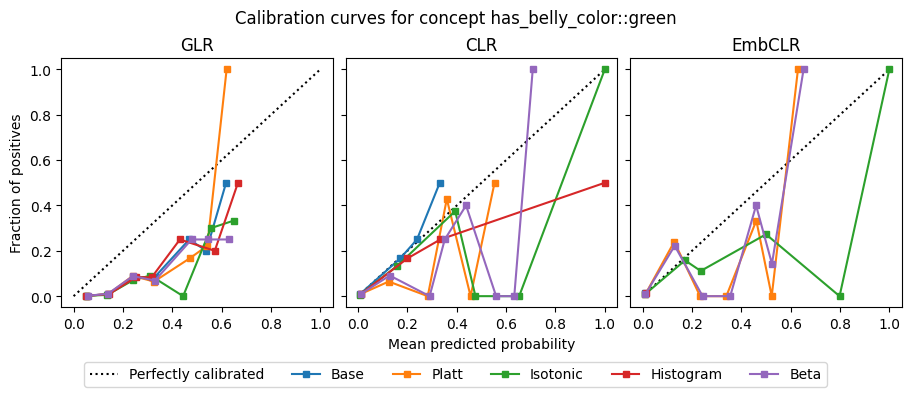 Calibration curves for concept has_belly_color::green
GLR
CLR
EmbCLR
Fraction of positives
1.0
0.8
0.6
0.4
0.2
0.0
0.0 0.2 0.4 0.6 0.8 1.0
0.0 0.2 0.4 0.6 0.8 1.0
0.0 0.2 0.4 0.6 0.8 1.0
Mean predicted probability
Perfectly calibrated Base Platt Isotonic Histogram Beta